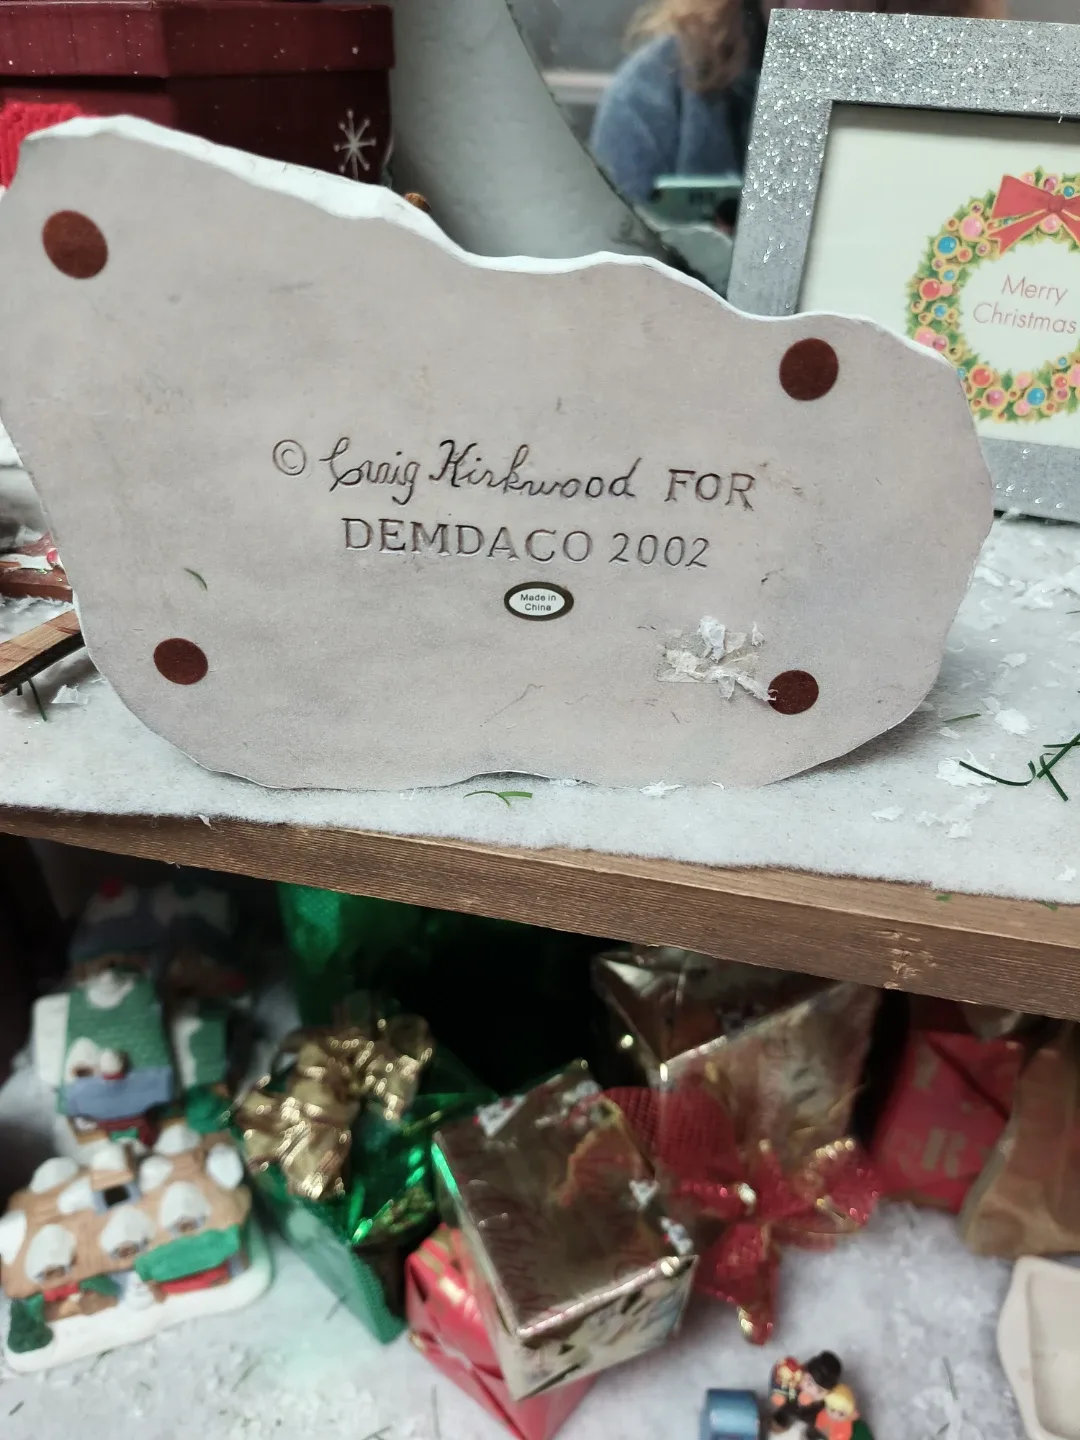 © Craig Kirkwood FOR
DEMDACO 2002
Made in
China
Merry
Christmas